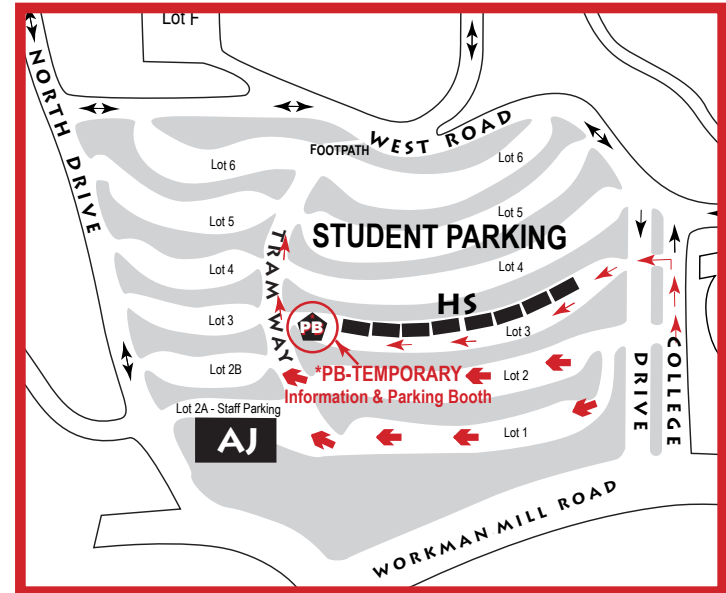 Lot F
NORTH DRIVE
WEST ROAD
FOOTPATH
Lot 6
Lot 6
Lot 5
Lot 5
STUDENT PARKING
TRAM WAY
Lot 4
Lot 4
HS
Lot 3
PB
Lot 3
*PB-TEMPORARY
Information & Parking Booth
Lot 2B
Lot 2
Lot 2A - Staff Parking
AJ
Lot 1
COLLEGE
DRIVE
WORKMAN MILL ROAD